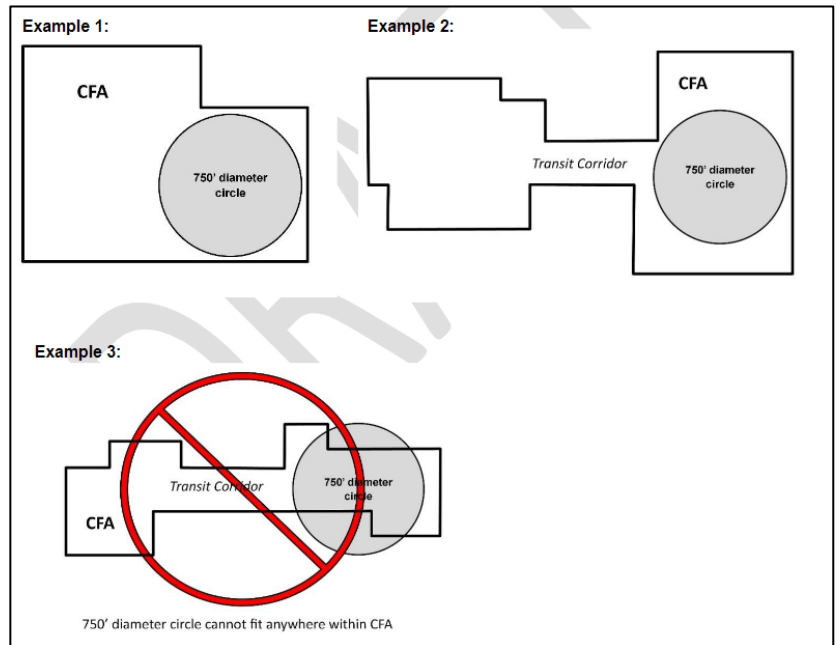 Example 1:
CFA
750' diameter
circle
Example 2:
CFA
Transit Corridor
750' diameter
circle
Example 3:
Transit Corridor
750' diameter
circle
CFA
750' diameter circle cannot fit anywhere within CFA